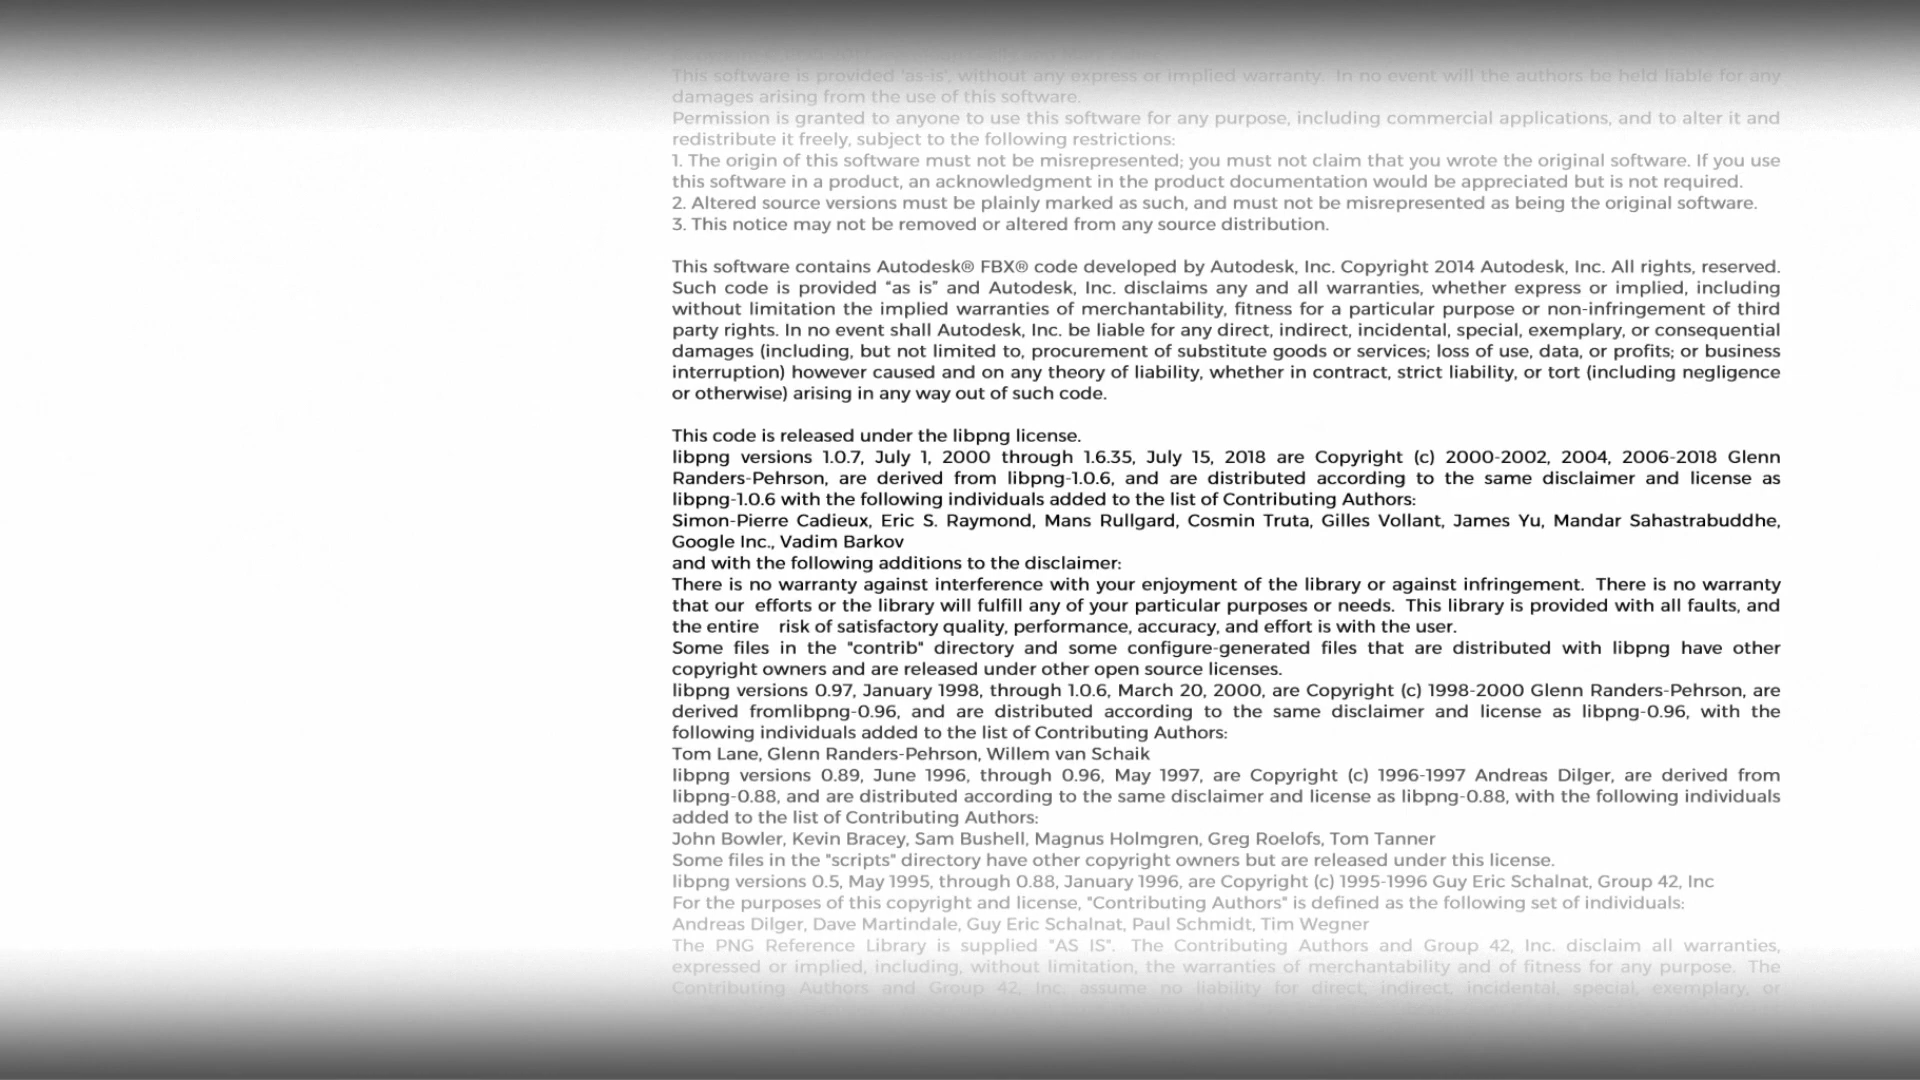 This software is provided 'as-is', without any express or implied warranty.  In no event will the authors be held liable for any
damages arising from the use of this software.
Permission is granted to anyone to use this software for any purpose, including commercial applications, and to alter it and
redistribute it freely, subject to the following restrictions:
1. The origin of this software must not be misrepresented; you must not claim that you wrote the original software. If you use
this software in a product, an acknowledgment in the product documentation would be appreciated but is not required.
2. Altered source versions must be plainly marked as such, and must not be misrepresented as being the original software.
3. This notice may not be removed or altered from any source distribution.

This software contains Autodesk® FBX® code developed by Autodesk, Inc. Copyright 2014 Autodesk, Inc. All rights, reserved.
Such code is provided "as is" and Autodesk, Inc. disclaims any and all warranties, whether express or implied, including
without limitation the implied warranties of merchantability, fitness for a particular purpose or non-infringement of third
party rights. In no event shall Autodesk, Inc. be liable for any direct, indirect, incidental, special, exemplary, or consequential
damages (including, but not limited to, procurement of substitute goods or services; loss of use, data, or profits; or business
interruption) however caused and on any theory of liability, whether in contract, strict liability, or tort (including negligence
or otherwise) arising in any way out of such code.

This code is released under the libpng license.
libpng versions 1.0.7, July 1, 2000 through 1.6.35, July 15, 2018 are Copyright (c) 2000-2002, 2004, 2006-2018 Glenn
Randers-Pehrson, are derived from libpng-1.0.6, and are distributed according to the same disclaimer and license as
libpng-1.0.6 with the following individuals added to the list of Contributing Authors:
Simon-Pierre Cadieux, Eric S. Raymond, Mans Rullgard, Cosmin Truta, Gilles Vollant, James Yu, Mandar Sahastrabuddhe,
Google Inc., Vadim Barkov
and with the following additions to the disclaimer:
There is no warranty against interference with your enjoyment of the library or against infringement.  There is no warranty
that our  efforts or the library will fulfill any of your particular purposes or needs.  This library is provided with all faults, and
the entire   risk of satisfactory quality, performance, accuracy, and effort is with the user.
Some files in the "contrib" directory and some configure-generated files that are distributed with libpng have other
copyright owners and are released under other open source licenses.
libpng versions 0.97, January 1998, through 1.0.6, March 20, 2000, are Copyright (c) 1998-2000 Glenn Randers-Pehrson, are
derived fromlibpng-0.96, and are distributed according to the same disclaimer and license as libpng-0.96, with the
following individuals added to the list of Contributing Authors:
Tom Lane, Glenn Randers-Pehrson, Willem van Schaik
libpng versions 0.89, June 1996, through 0.96, May 1997, are Copyright (c) 1996-1997 Andreas Dilger, are derived from
libpng-0.88, and are distributed according to the same disclaimer and license as libpng-0.88, with the following individuals
added to the list of Contributing Authors:
John Bowler, Kevin Bracey, Sam Bushell, Magnus Holmgren, Greg Roelofs, Tom Tanner
Some files in the "scripts" directory have other copyright owners but are released under this license.
libpng versions 0.5, May 1995, through 0.88, January 1996, are Copyright (c) 1995-1996 Guy Eric Schalnat, Group 42, Inc
For the purposes of this copyright and license, "Contributing Authors" is defined as the following set of individuals:
Andreas Dilger, Dave Martindale, Guy Eric Schalnat, Paul Schmidt, Tim Wegner
The PNG Reference Library is supplied "AS IS".  The Contributing Authors and Group 42, Inc. disclaim all warranties,
expressed or implied, including, without limitation, the warranties of merchantability and of fitness for any purpose.  The
Contributing Authors and Group 42, Inc. assume no liability for direct, indirect, incidental, special, exemplary, or